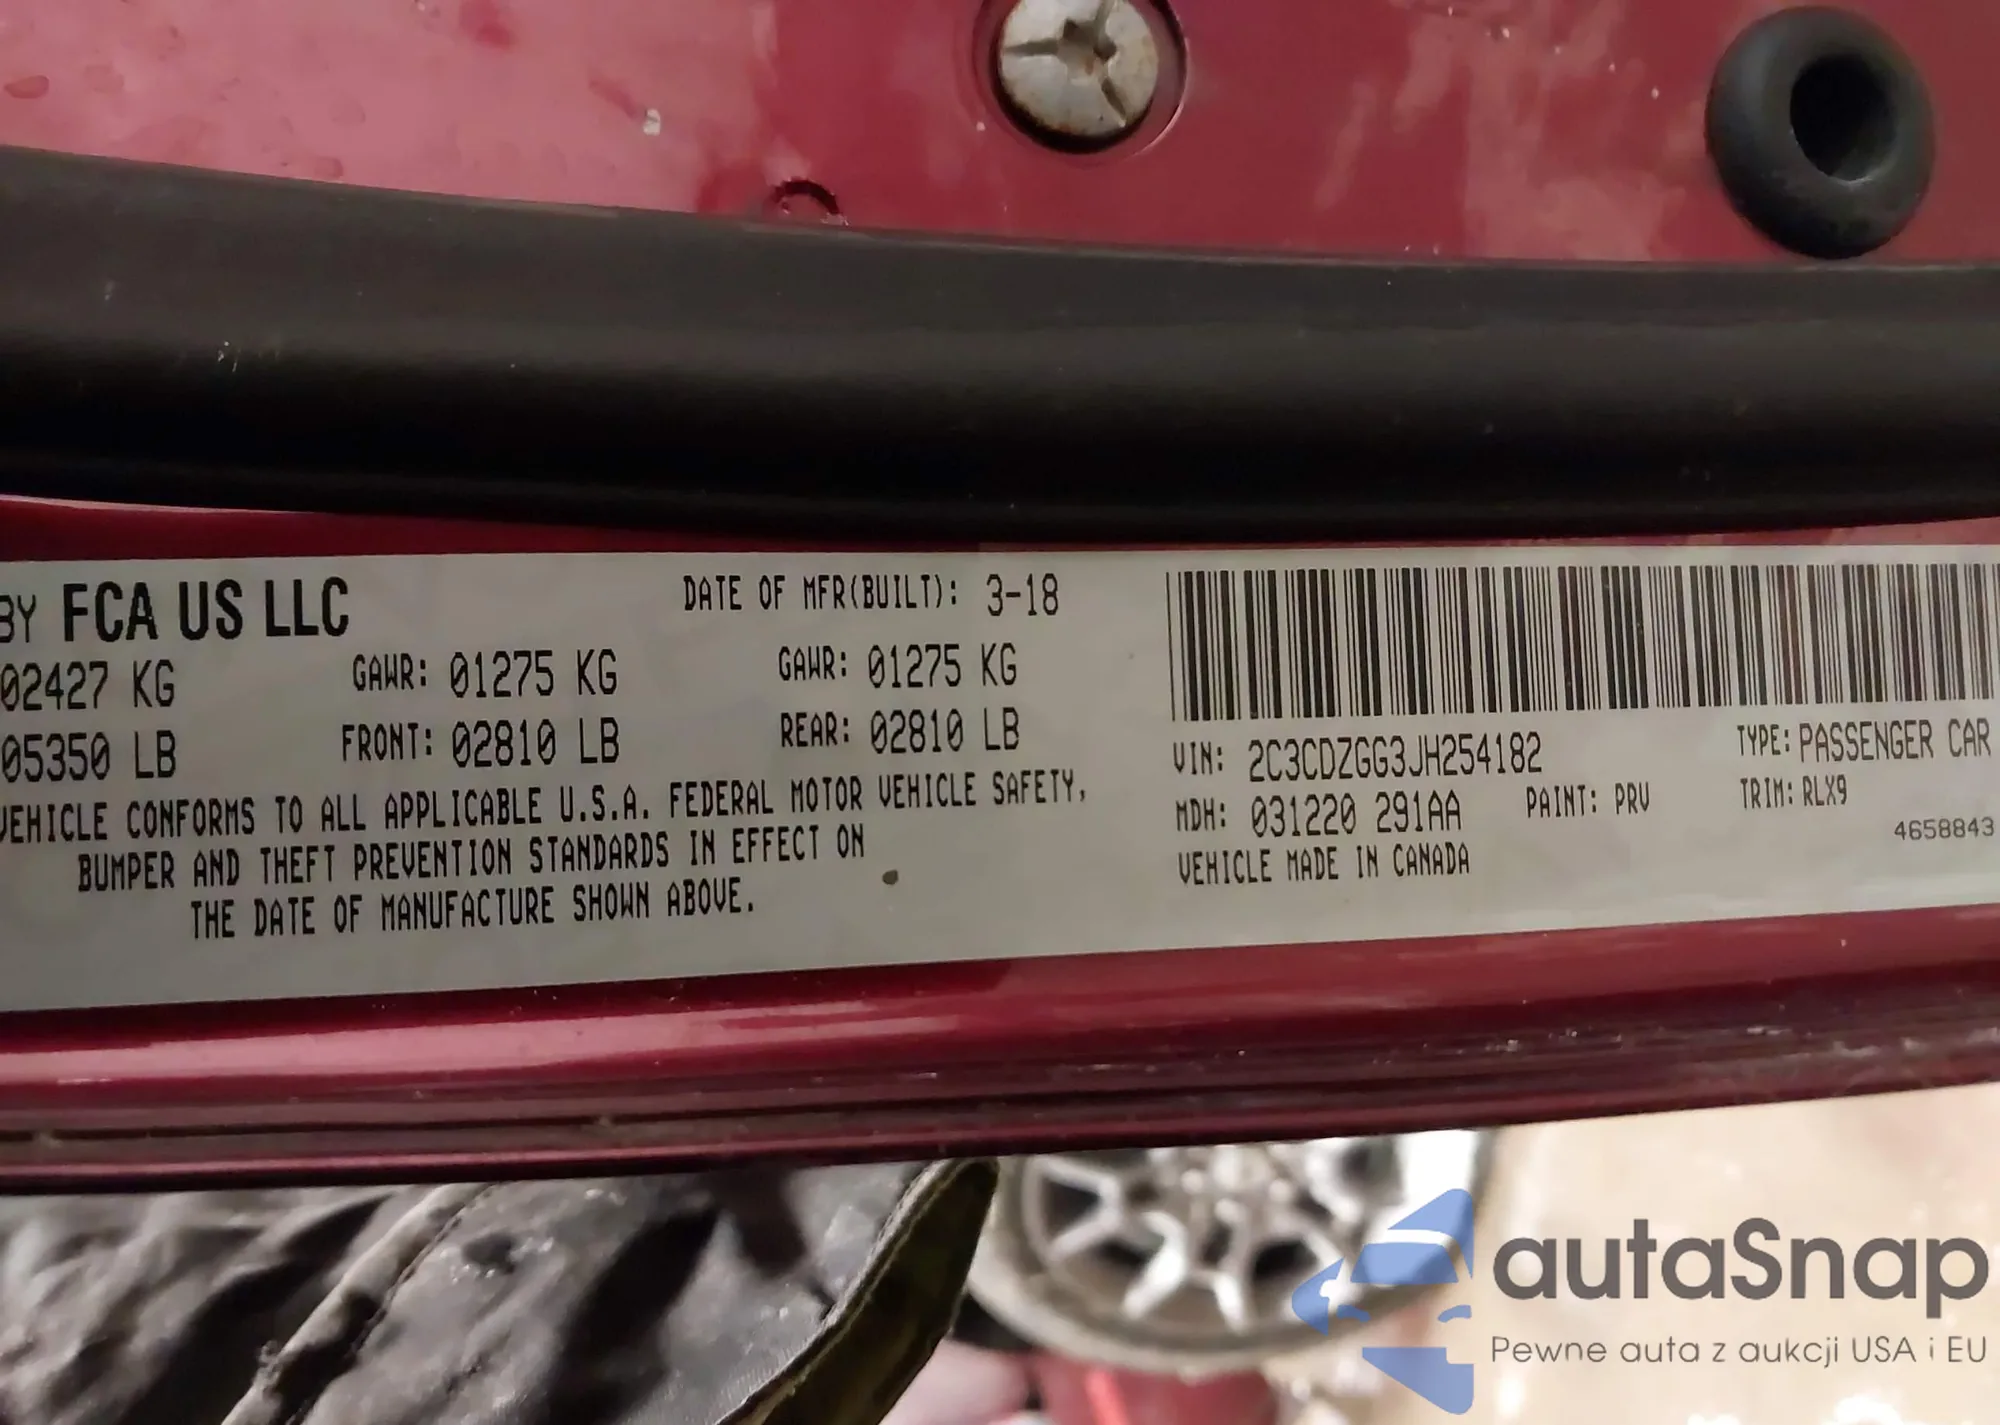 BY FCA US LLC
DATE OF MFR(BUILT): 3-18
02427 KG GAWR: 01275 KG GAWR: 01275 KG
05350 LB FRONT: 02810 LB REAR: 02810 LB
VEHICLE CONFORMS TO ALL APPLICABLE U.S.A. FEDERAL MOTOR VEHICLE SAFETY,
BUMPER AND THEFT PREVENTION STANDARDS IN EFFECT ON
THE DATE OF MANUFACTURE SHOWN ABOVE.
VIN: 2C3CDZGG3JH254182 TYPE: PASSENGER CAR
MDH: 031220 291AA PAINT: PRV TRIM: RLX9
4658843
VEHICLE MADE IN CANADA
autaSnap
Pewne auta z aukcji USA i EU